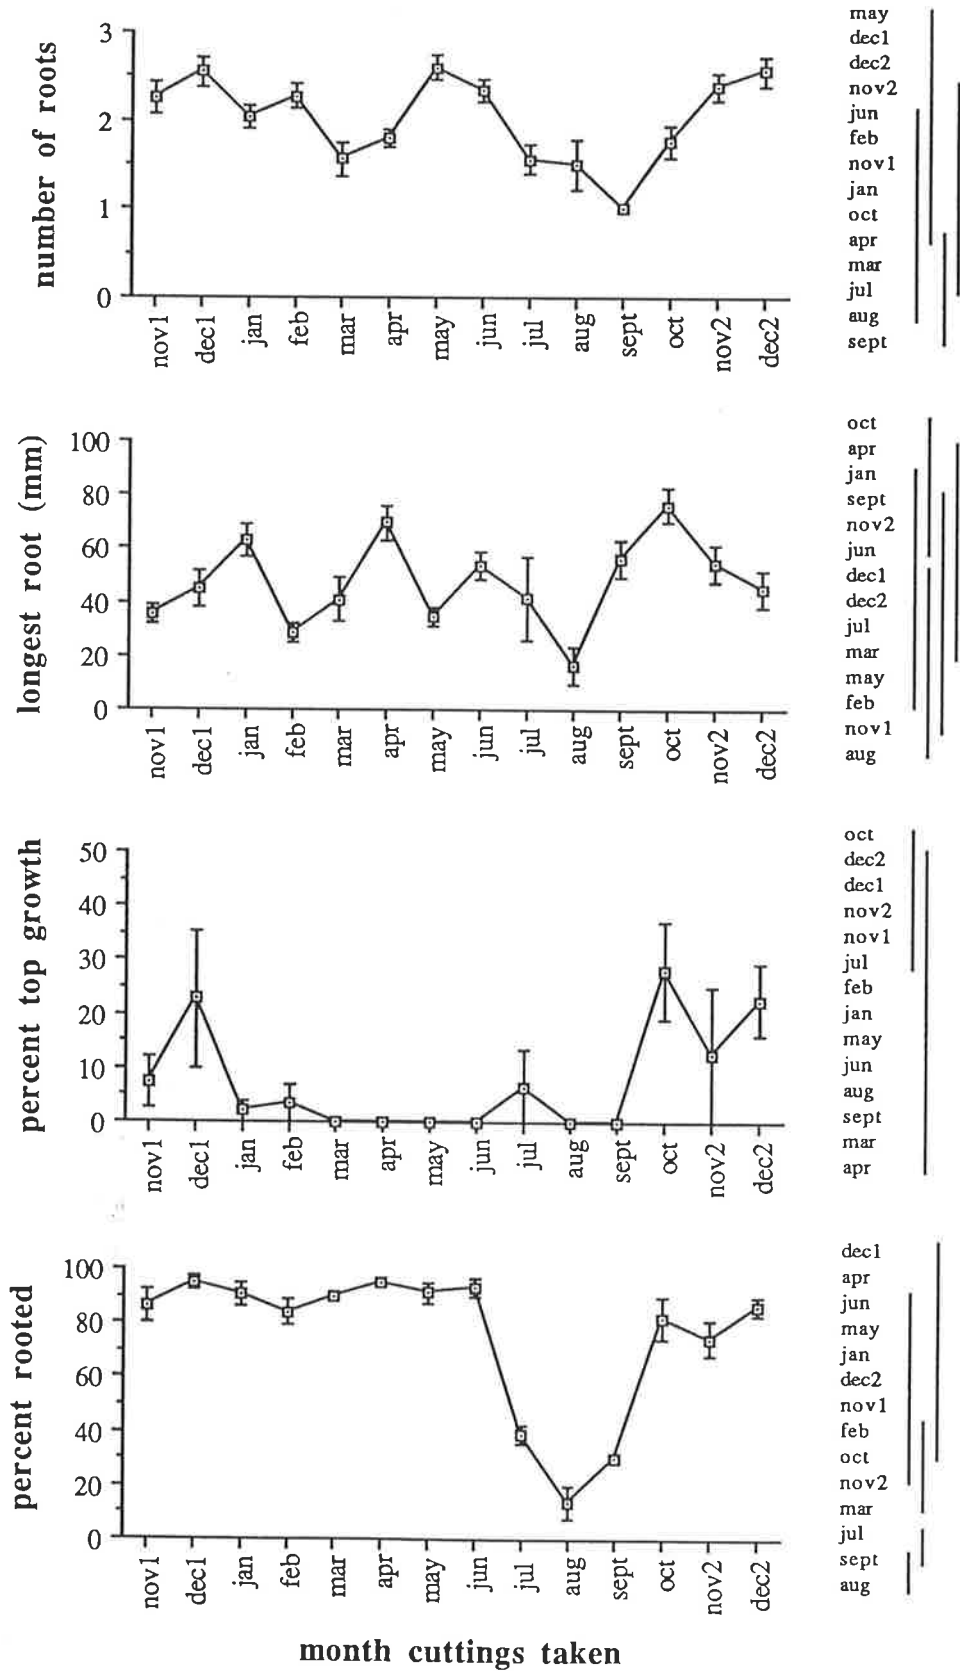 number of roots
3
2
1
0
nov1 dec1 jan feb mar apr may jun jul aug sept oct nov2 dec2
may
dec1
dec2
nov2
jun
feb
nov1
jan
oct
apr
mar
jul
aug
sept
longest root (mm)
100
80
60
40
20
0
nov1 dec1 jan feb mar apr may jun jul aug sept oct nov2 dec2
oct
apr
jan
sept
nov2
jun
dec1
dec2
jul
mar
may
feb
nov1
aug
percent top growth
50
40
30
20
10
0
nov1 dec1 jan feb mar apr may jun jul aug sept oct nov2 dec2
oct
dec2
dec1
nov2
nov1
jul
feb
jan
may
jun
aug
sept
mar
apr
percent rooted
100
80
60
40
20
0
nov1 dec1 jan feb mar apr may jun jul aug sept oct nov2 dec2
dec1
apr
jun
may
jan
dec2
nov1
feb
oct
nov2
mar
jul
sept
aug
month cuttings taken